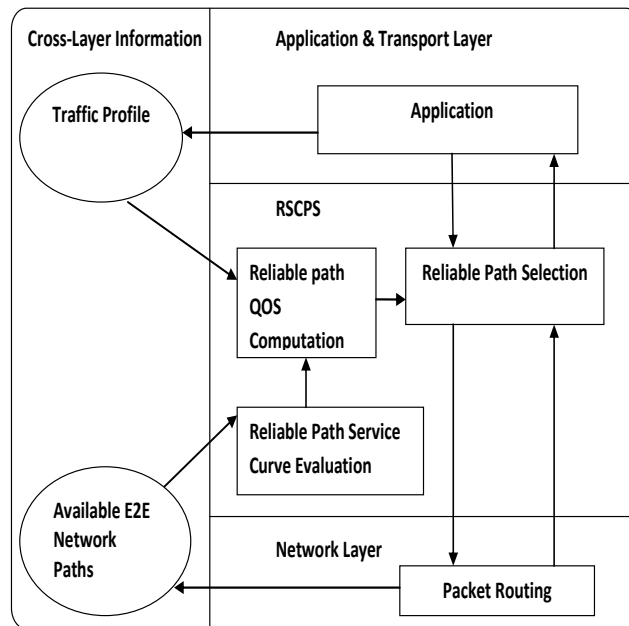 Cross-Layer Information
Application & Transport Layer
Traffic Profile
Application
RSCPS
Reliable path
QOS
Computation
Reliable Path Selection
Reliable Path Service
Curve Evaluation
Available E2E
Network
Paths
Network Layer
Packet Routing